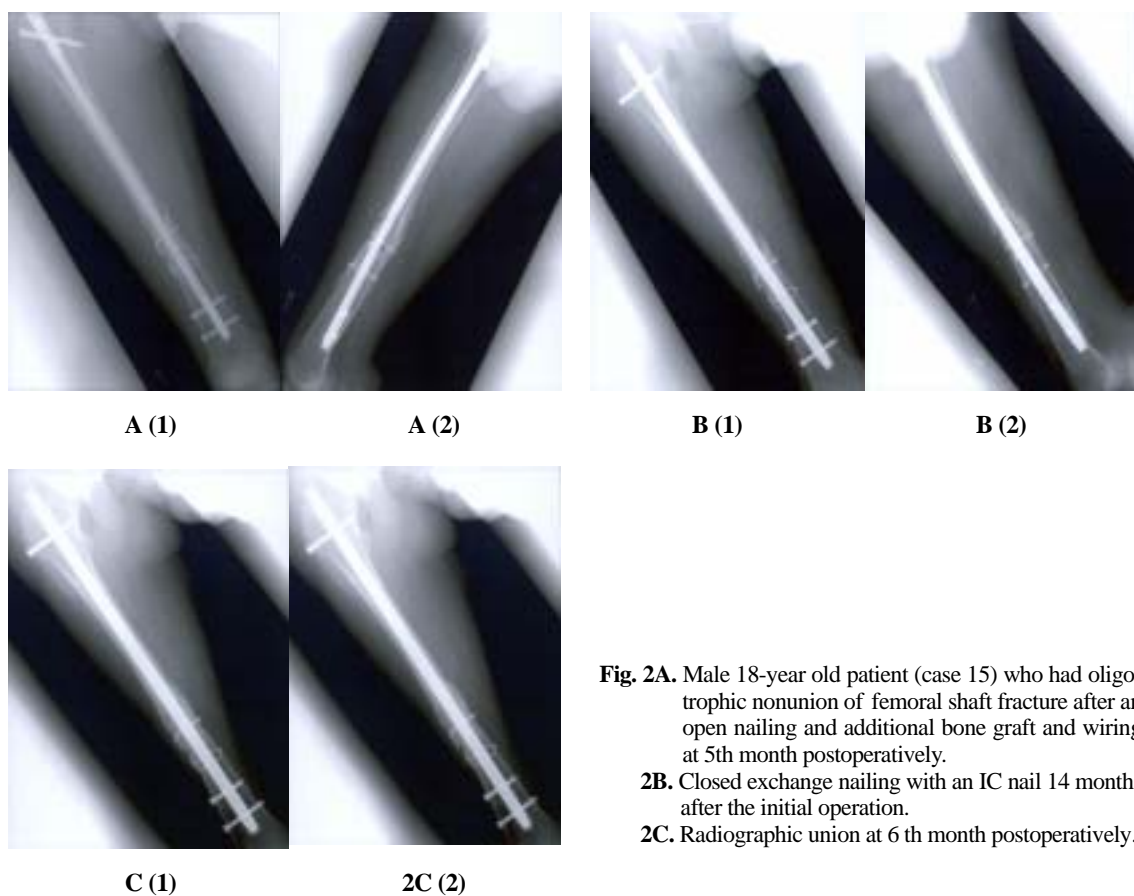 A (1)
A (2)
B (1)
B (2)
C (1)
2C (2)
Fig. 2A. Male 18-year old patient (case 15) who had oligo
trophic nonunion of femoral shaft fracture after an
open nailing and additional bone graft and wiring
at 5th month postoperatively.
2B. Closed exchange nailing with an IC nail 14 month
after the initial operation.
2C. Radiographic union at 6 th month postoperatively.